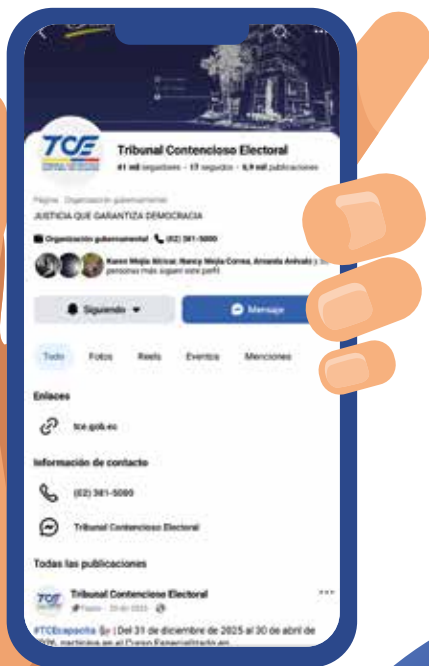 TCE
Tribunal Contencioso Electoral
41 mil seguidores • 17 seguidos • 6,9 mil publicaciones
Página · Organización gubernamental
JUSTICIA QUE GARANTIZA DEMOCRACIA
Organización gubernamental (02) 381-5000
Karen Mejía Alcívar, Nancy Mejía Correa, Amanda Arévalo y
personas más siguen este perfil
Siguiendo
Mensaje
Todo Fotos Reels Eventos Menciones
Enlaces
tce.gob.ec
Información de contacto
(02) 381-5000
Tribunal Contencioso Electoral
Todas las publicaciones
TCE Tribunal Contencioso Electoral
#TCEcapacita | Del 31 de diciembre de 2025 al 30 de abril de
2026, participa en el Curso Especializado en